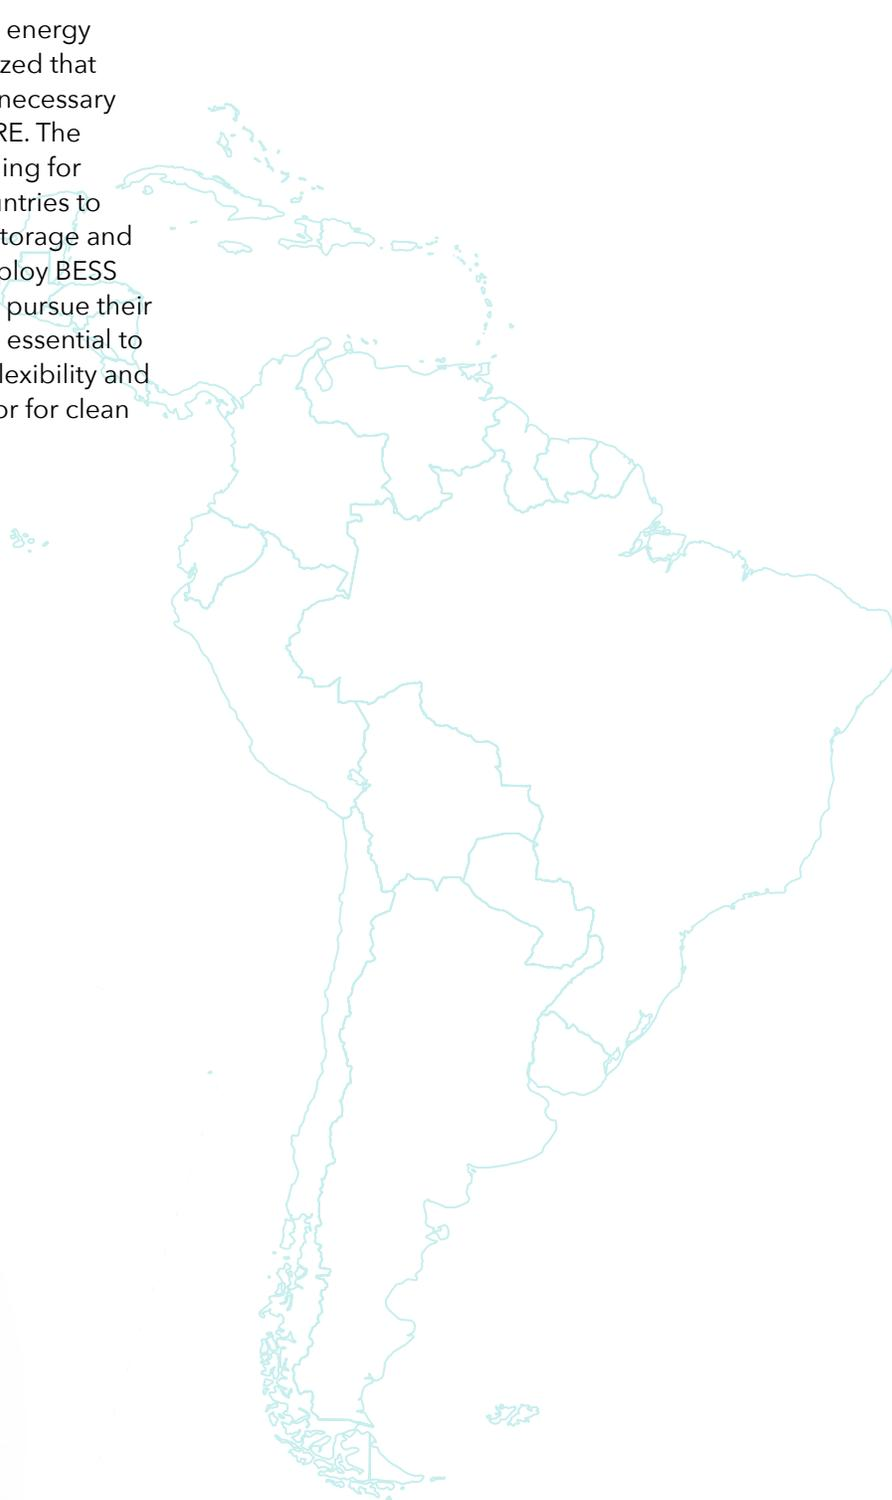 energy
zed that
necessary
RE. The
ing for
ntries to
torage and
ploy BESS
pursue their
essential to
lexibility and
or for clean